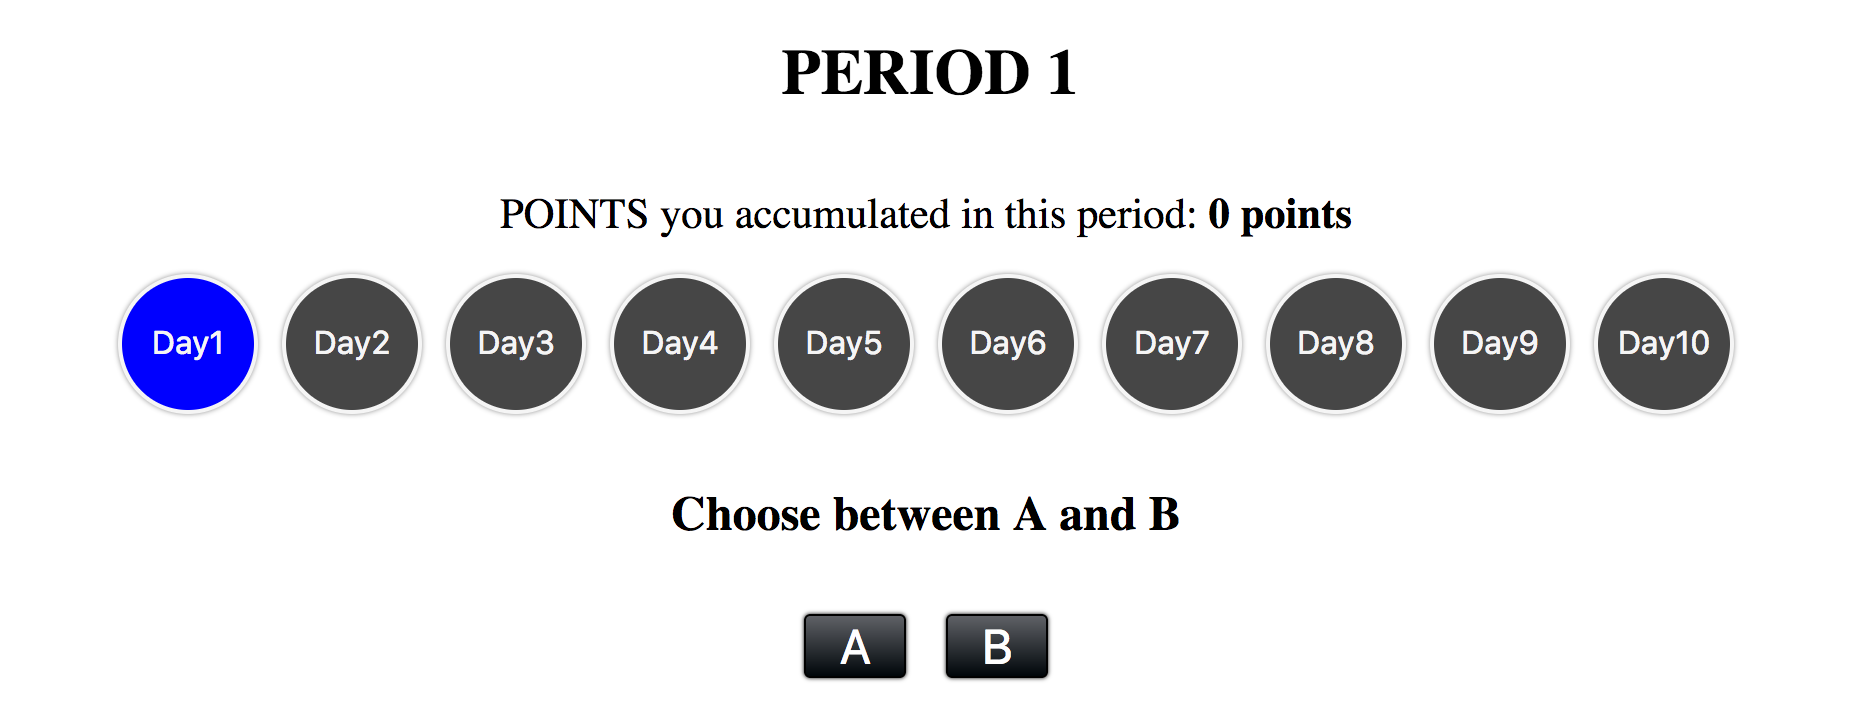 PERIOD 1
POINTS you accumulated in this period: 0 points
Day1 Day2 Day3 Day4 Day5 Day6 Day7 Day8 Day9 Day10
Choose between A and B
A B